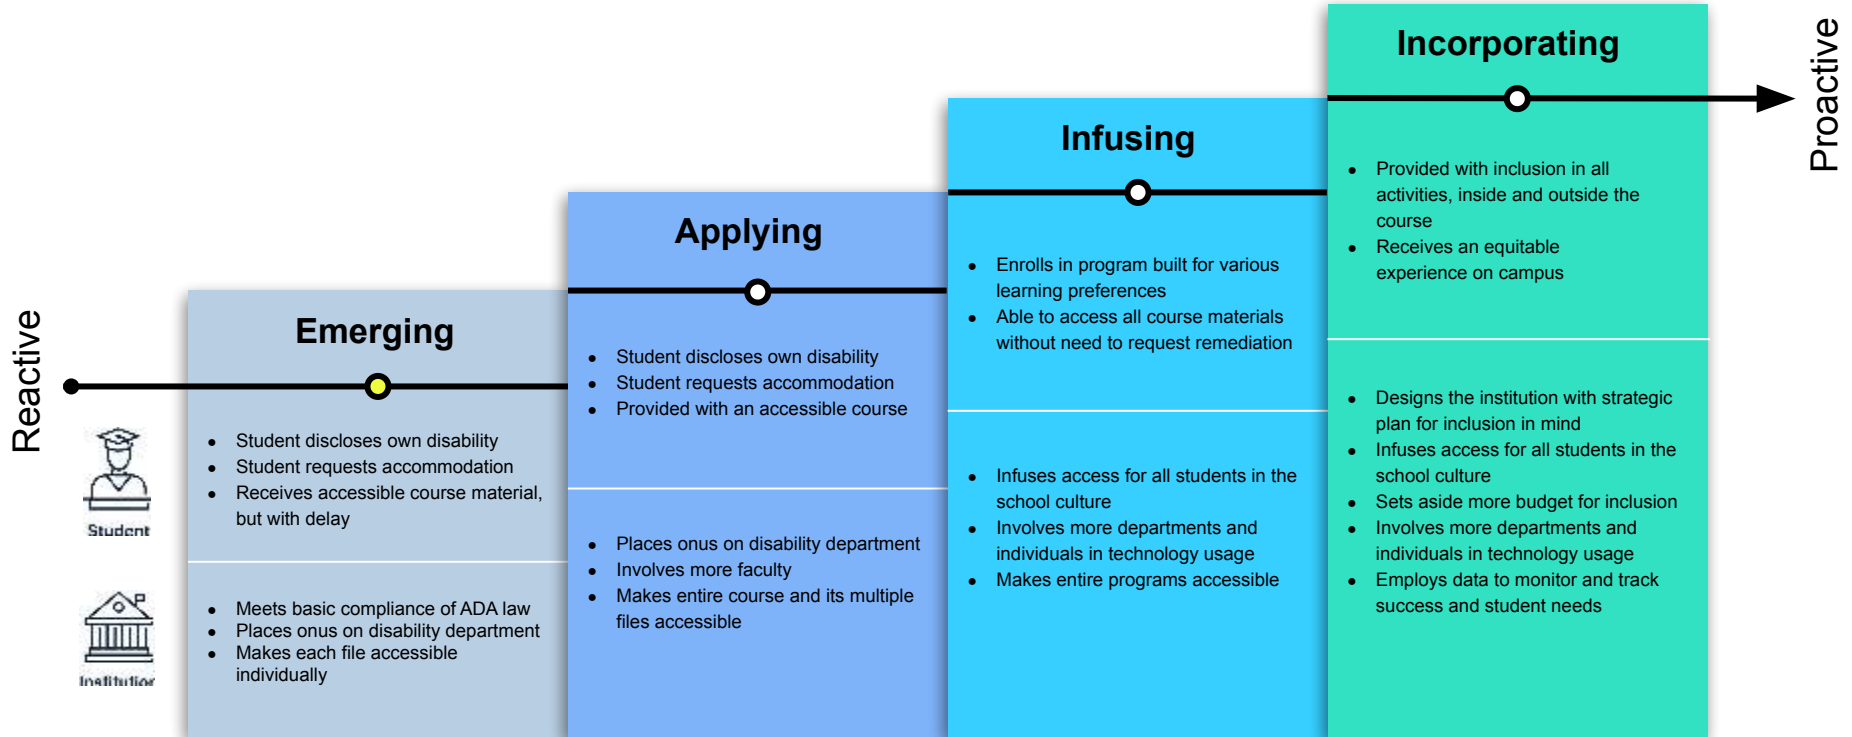 Reactive
Student
Institution
Emerging
● Student discloses own disability
● Student requests accommodation
● Receives accessible course material,
but with delay
● Meets basic compliance of ADA law
● Places onus on disability department
● Makes each file accessible
individually
Applying
● Student discloses own disability
● Student requests accommodation
● Provided with an accessible course
● Places onus on disability department
● Involves more faculty
● Makes entire course and its multiple
files accessible
Infusing
● Enrolls in program built for various
learning preferences
● Able to access all course materials
without need to request remediation
● Infuses access for all students in the
school culture
● Involves more departments and
individuals in technology usage
● Makes entire programs accessible
Incorporating
● Provided with inclusion in all
activities, inside and outside the
course
● Receives an equitable
experience on campus
● Designs the institution with strategic
plan for inclusion in mind
● Infuses access for all students in the
school culture
● Sets aside more budget for inclusion
● Involves more departments and
individuals in technology usage
● Employs data to monitor and track
success and student needs
Proactive